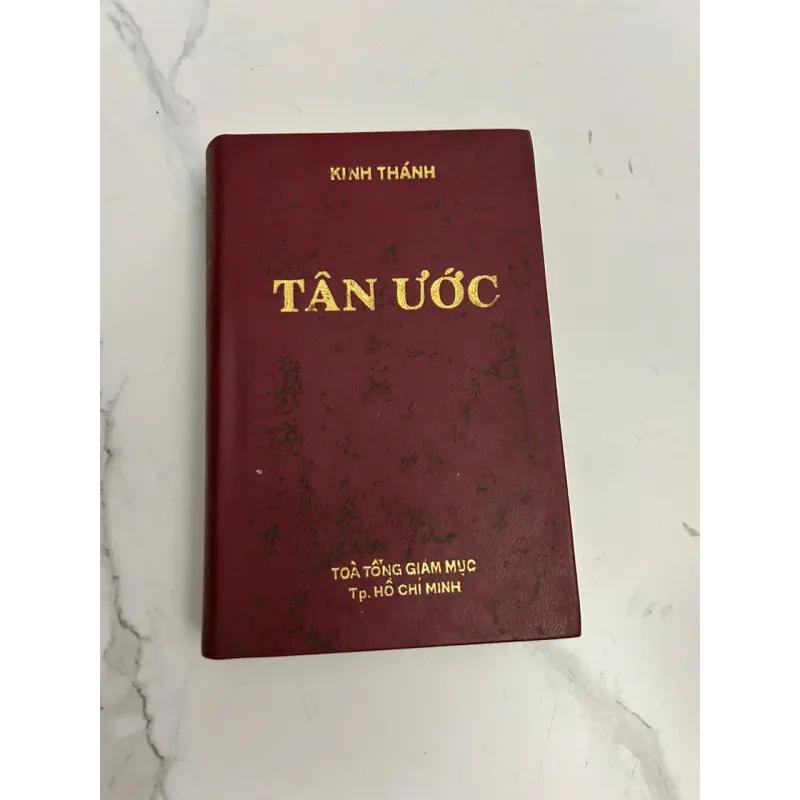 KINH THÁNH
TÂN ƯỚC
TOÀ TỔNG GIÁM MỤC
Tp. HỒ CHÍ MINH